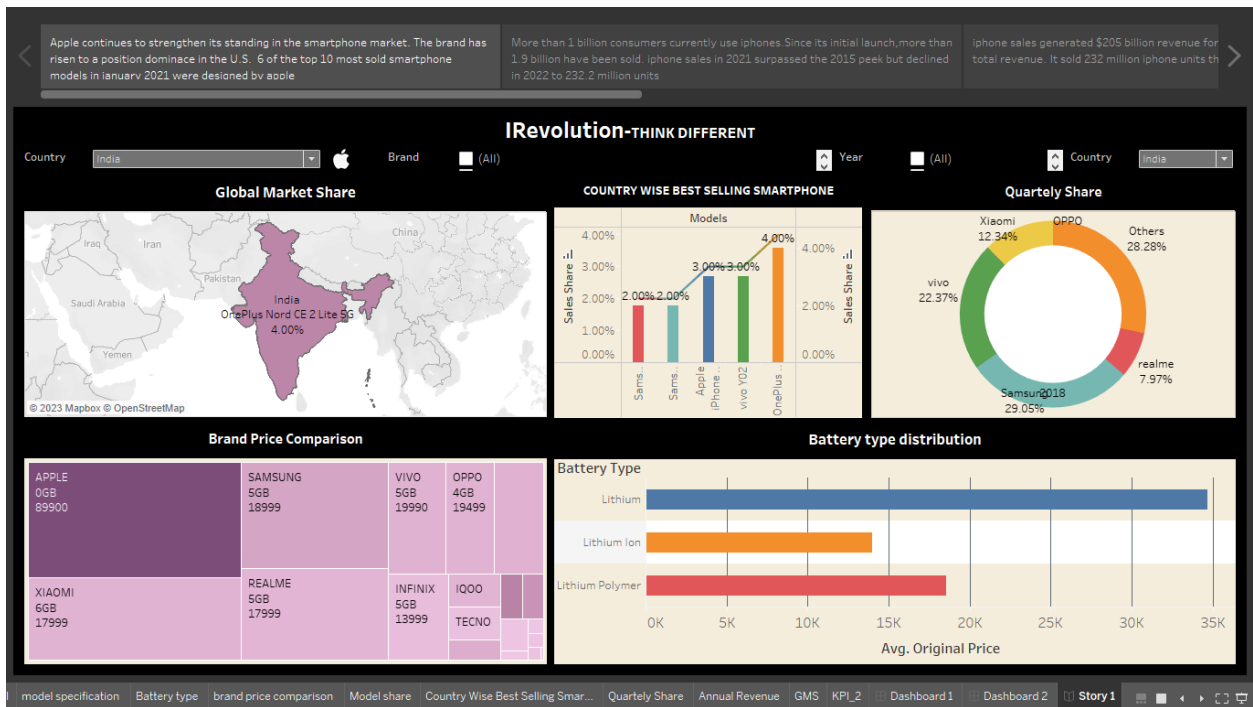 Apple continues to strengthen its standing in the smartphone market. The brand has
risen to a position dominace in the U.S. 6 of the top 10 most sold smartphone
models in january 2021 were designed by apple
More than 1 billion consumers currently use iphones.Since its initial launch,more than
1.9 billion have been sold. iphone sales in 2021 surpassed the 2015 peek but declined
in 2022 to 232.2 million units
iphone sales generated $205 billion revenue for
total revenue. It sold 232 million iphone units th
IRevolution-THINK DIFFERENT
Country
India
Brand
(All)
Year
(All)
Country
India
Global Market Share
Iraq
Iran
China
Pakistan
Saudi Arabia
Yemen
India
OnePlus Nord CE 2 Lite 5G
4.00%
© 2023 Mapbox © OpenStreetMap
COUNTRY WISE BEST SELLING SMARTPHONE
Models
4.00%
3.00%
2.00%
1.00%
0.00%
Sales Share
2.00%
2.00%
3.00%
3.00%
4.00%
4.00%
2.00%
0.00%
Sales Share
Sams..
Sams..
Apple
iPhone ..
vivo Y02
OnePlus ..
Quartely Share
Xiaomi
12.34%
OPPO
Others
28.28%
vivo
22.37%
realme
7.97%
Samsung
2018
29.05%
Brand Price Comparison
APPLE
0GB
89900
SAMSUNG
5GB
18999
VIVO
5GB
19990
OPPO
4GB
19499
XIAOMI
6GB
17999
REALME
5GB
17999
INFINIX
5GB
13999
IQOO
TECNO
Battery type distribution
Battery Type
Lithium
Lithium Ion
Lithium Polymer
0K
5K
10K
15K
20K
25K
30K
35K
Avg. Original Price
model specification
Battery type
brand price comparison
Model share
Country Wise Best Selling Smar...
Quartely Share
Annual Revenue
GMS
KPI_2
Dashboard 1
Dashboard 2
Story 1